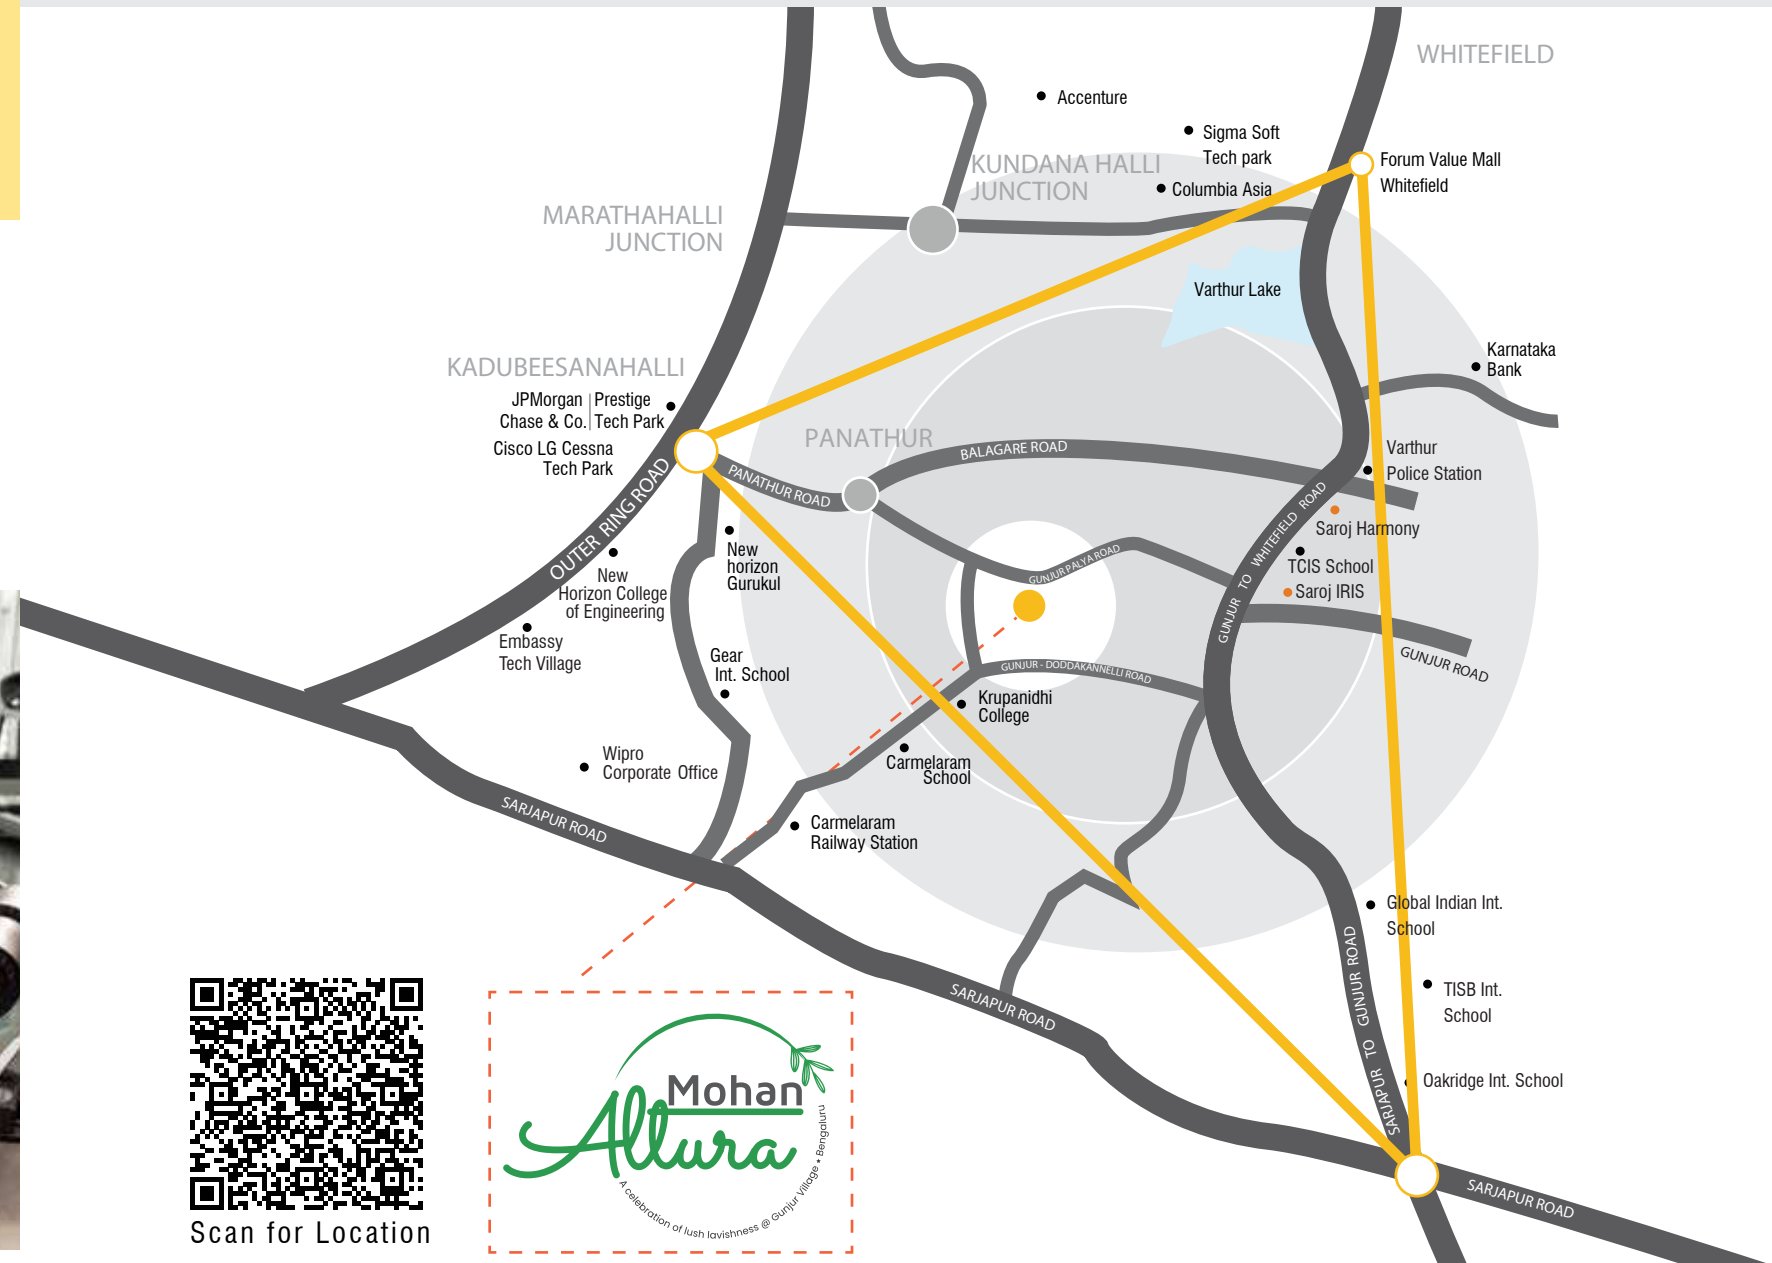 WHITEFIELD
Accenture
Sigma Soft
Tech park
KUNDANA HALLI
JUNCTION
Columbia Asia
Forum Value Mall
Whitefield
MARATHAHALLI
JUNCTION
Varthur Lake
KADUBEESANAHALLI
JPMorgan
Chase & Co.
Prestige
Tech Park
Cisco LG Cessna
Tech Park
Karnataka
Bank
PANATHUR
BALAGARE ROAD
PANATHUR ROAD
Varthur
Police Station
OUTER RING ROAD
Saroj Harmony
GUNJUR TO WHITEFIELD ROAD
New
horizon
Gurukul
GUNJUR PALYA ROAD
TCIS School
Saroj IRIS
New
Horizon College
of Engineering
Embassy
Tech Village
Gear
Int. School
GUNJUR - DODDAKANNELLI ROAD
GUNJUR ROAD
Krupanidhi
College
Wipro
Corporate Office
Carmelaram
School
SARJAPUR ROAD
Carmelaram
Railway Station
Global Indian Int.
School
SARJAPUR TO GUNJUR ROAD
TISB Int.
School
SARJAPUR ROAD
Oakridge Int. School
SARJAPUR ROAD
Mohan
Allura
A celebration of lush lavishness @ Gunjur Village • Bengaluru
Scan for Location